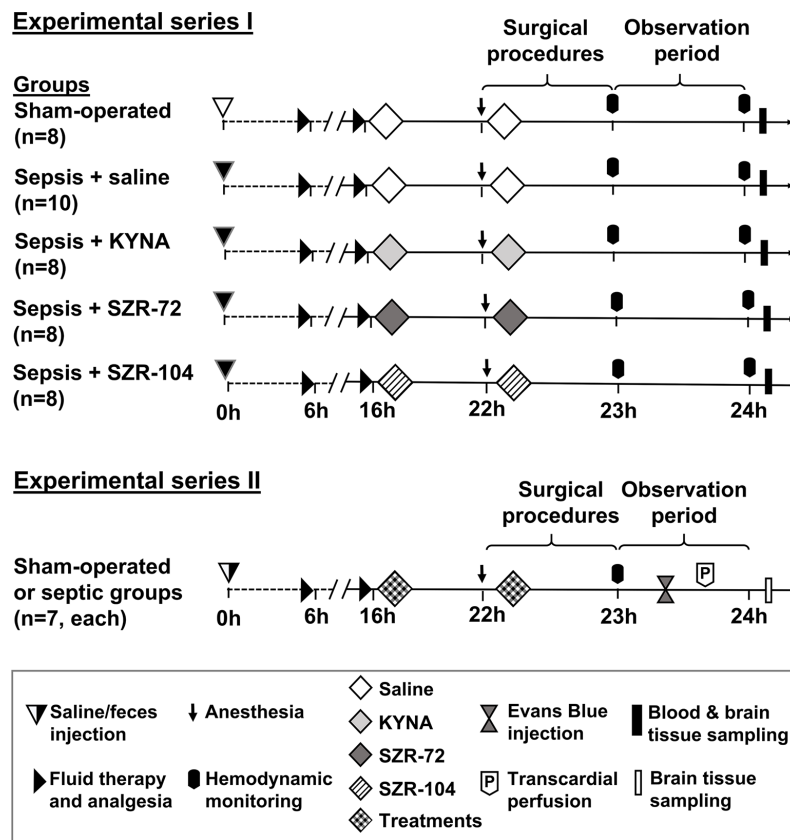 Experimental series I
Surgical procedures
Observation period
Groups
Sham-operated
(n=8)
Sepsis + saline
(n=10)
Sepsis + KYNA
(n=8)
Sepsis + SZR-72
(n=8)
Sepsis + SZR-104
(n=8)
0h 6h 16h 22h 23h 24h
Experimental series II
Surgical procedures
Observation period
Sham-operated
or septic groups
(n=7, each)
0h 6h 16h 22h 23h 24h
Saline/feces
injection
Fluid therapy
and analgesia
Anesthesia
Hemodynamic
monitoring
Saline
KYNA
SZR-72
SZR-104
Treatments
Evans Blue
injection
P
P
Transcardial
perfusion
Blood & brain
tissue sampling
Brain tissue
sampling